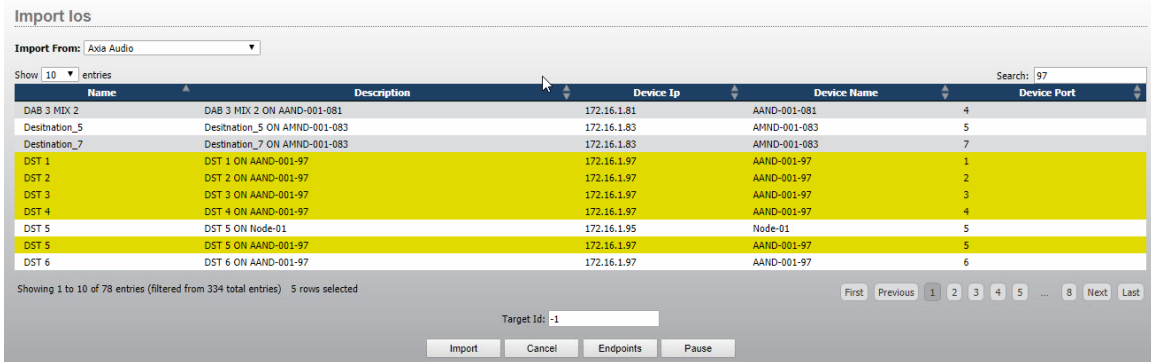 Import Ios
Import From: Axia Audio
Show 10 entries Search: 97
Name Description Device Ip Device Name Device Port
DAB 3 MIX 2 DAB 3 MIX 2 ON AAND-001-081 172.16.1.81 AAND-001-081 4
Desitnation_5 Desitnation_5 ON AMND-001-083 172.16.1.83 AMND-001-083 5
Destination_7 Destination_7 ON AMND-001-083 172.16.1.83 AMND-001-083 7
DST 1 DST 1 ON AAND-001-97 172.16.1.97 AAND-001-97 1
DST 2 DST 2 ON AAND-001-97 172.16.1.97 AAND-001-97 2
DST 3 DST 3 ON AAND-001-97 172.16.1.97 AAND-001-97 3
DST 4 DST 4 ON AAND-001-97 172.16.1.97 AAND-001-97 4
DST 5 DST 5 ON Node-01 172.16.1.95 Node-01 5
DST 5 DST 5 ON AAND-001-97 172.16.1.97 AAND-001-97 5
DST 6 DST 6 ON AAND-001-97 172.16.1.97 AAND-001-97 6
Showing 1 to 10 of 78 entries (filtered from 334 total entries) 5 rows selected First Previous 1 2 3 4 5 ... 8 Next Last
Target Id: -1
Import Cancel Endpoints Pause